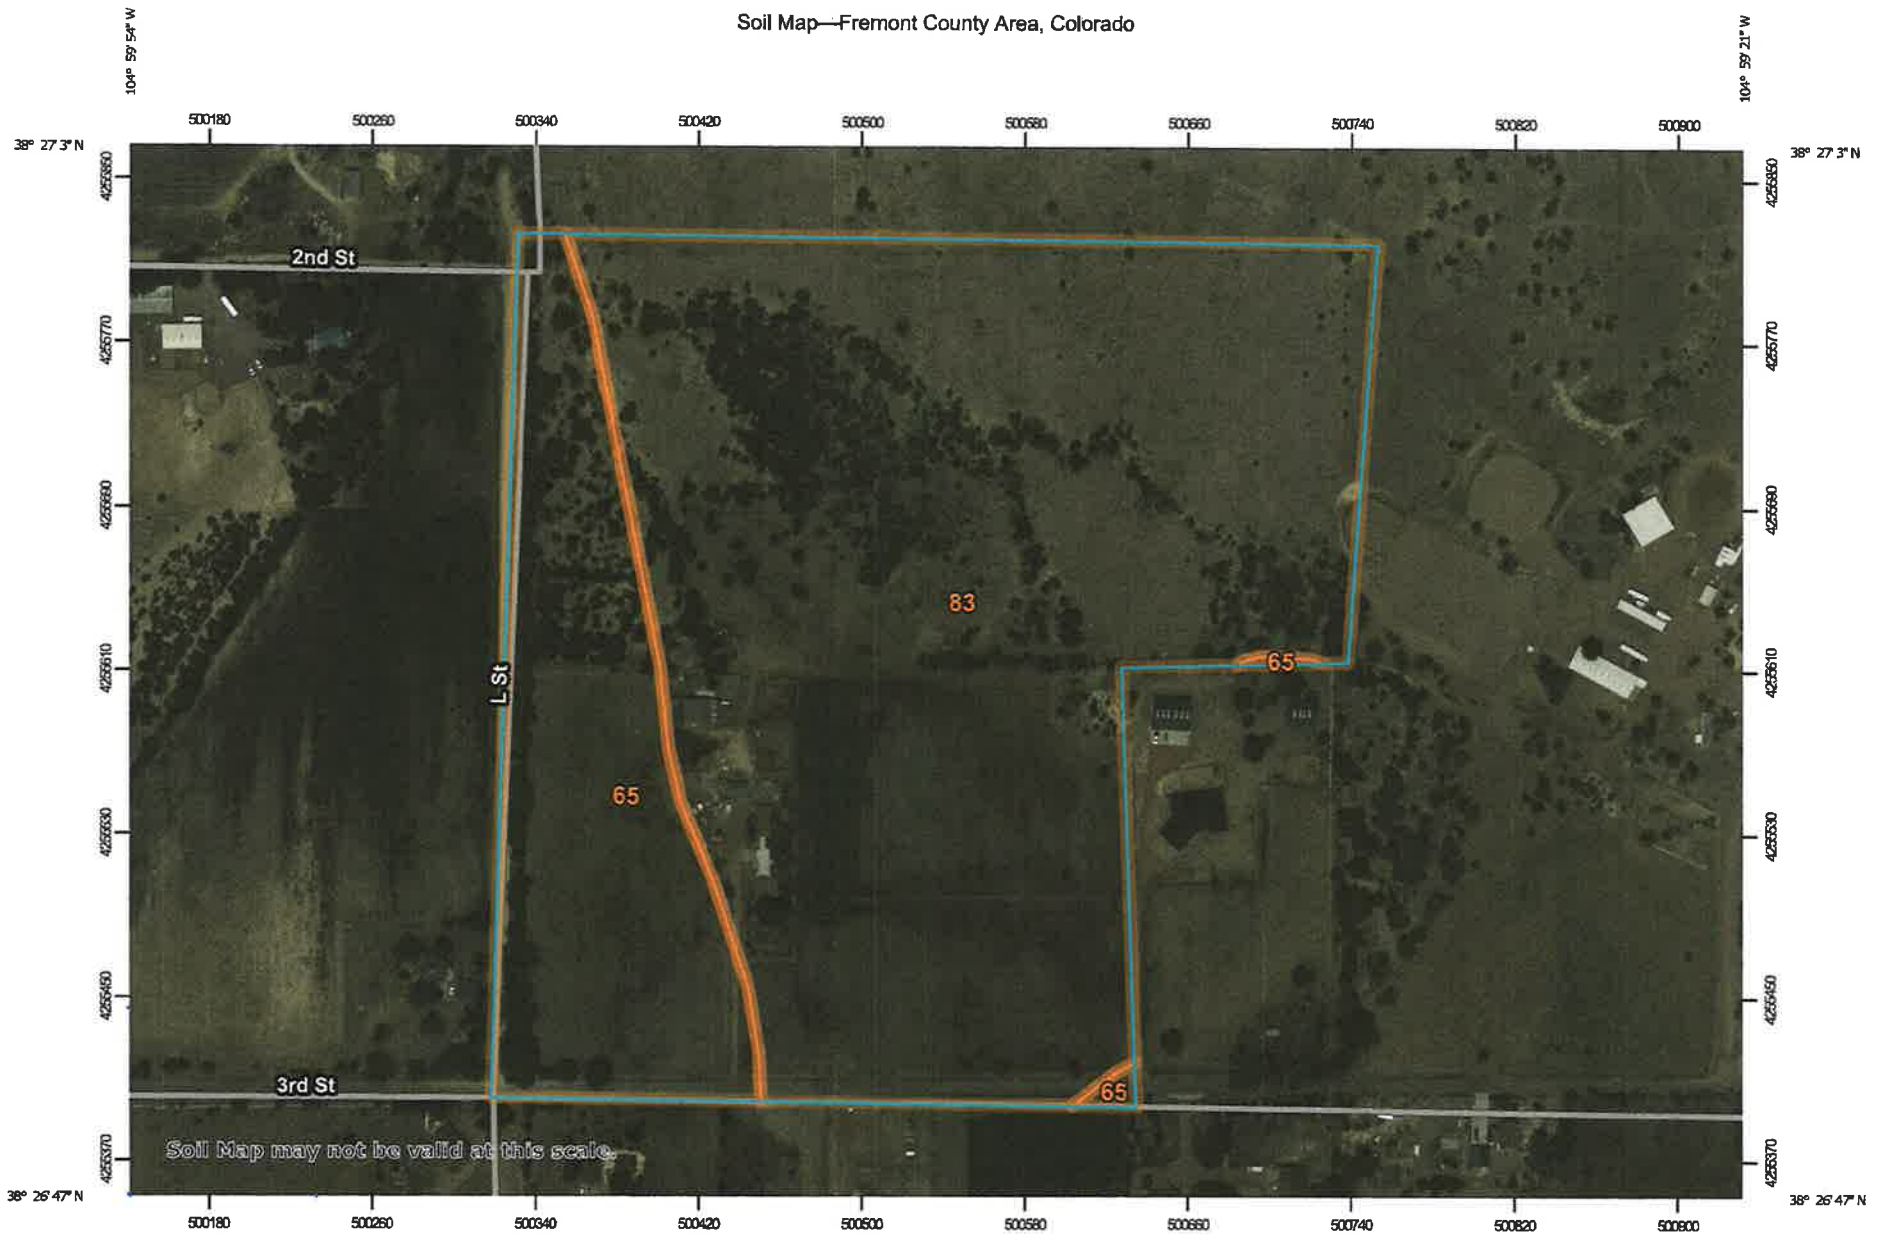 Soil Map—Fremont County Area, Colorado
104° 59' 54" W
104° 59' 21" W
500180 500260 500340 500420 500500 500580 500660 500740 500820 500900
38° 27' 3" N
38° 27' 3" N
4255850
4255850
2nd St
4255770
4255770
4255690
4255690
83
4255610
4255610
65
L St
65
4255530
4255530
4255450
4255450
3rd St
65
Soil Map may not be valid at this scale.
4255370
4255370
38° 26' 47" N
38° 26' 47" N
500180 500260 500340 500420 500500 500580 500660 500740 500820 500900